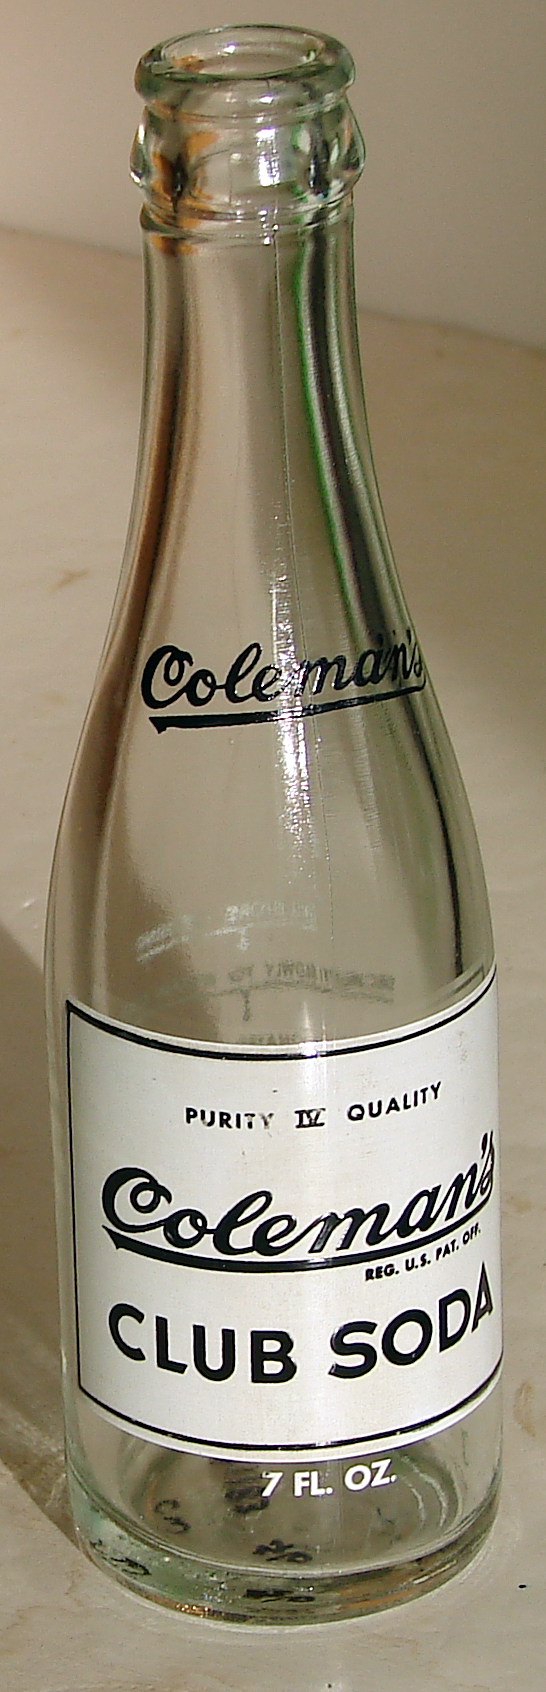 Coleman's
PURITY IV QUALITY
Coleman's
REG. U.S. PAT. OFF.
CLUB SODA
7 FL. OZ.